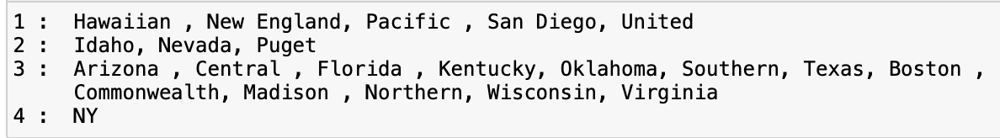 1 :  Hawaiian , New England, Pacific , San Diego, United
2 :  Idaho, Nevada, Puget
3 :  Arizona , Central , Florida , Kentucky, Oklahoma, Southern, Texas, Boston ,
     Commonwealth, Madison , Northern, Wisconsin, Virginia
4 :  NY